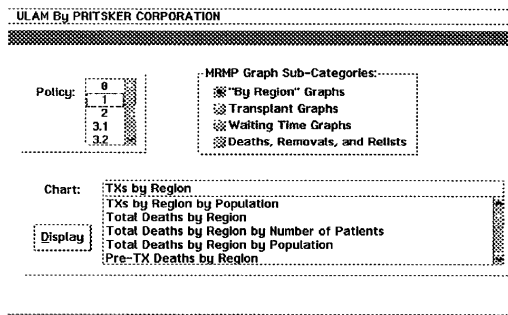 ULAM By PRITSKER CORPORATION
MRMP Graph Sub-Categories:
Policy:
0
1
2
3.1
3.2
"By Region" Graphs
Transplant Graphs
Waiting Time Graphs
Deaths, Removals, and Relists
Chart:
TXs by Region
TXs by Region by Population
Total Deaths by Region
Total Deaths by Region by Number of Patients
Total Deaths by Region by Population
Pre-TX Deaths by Region
Display